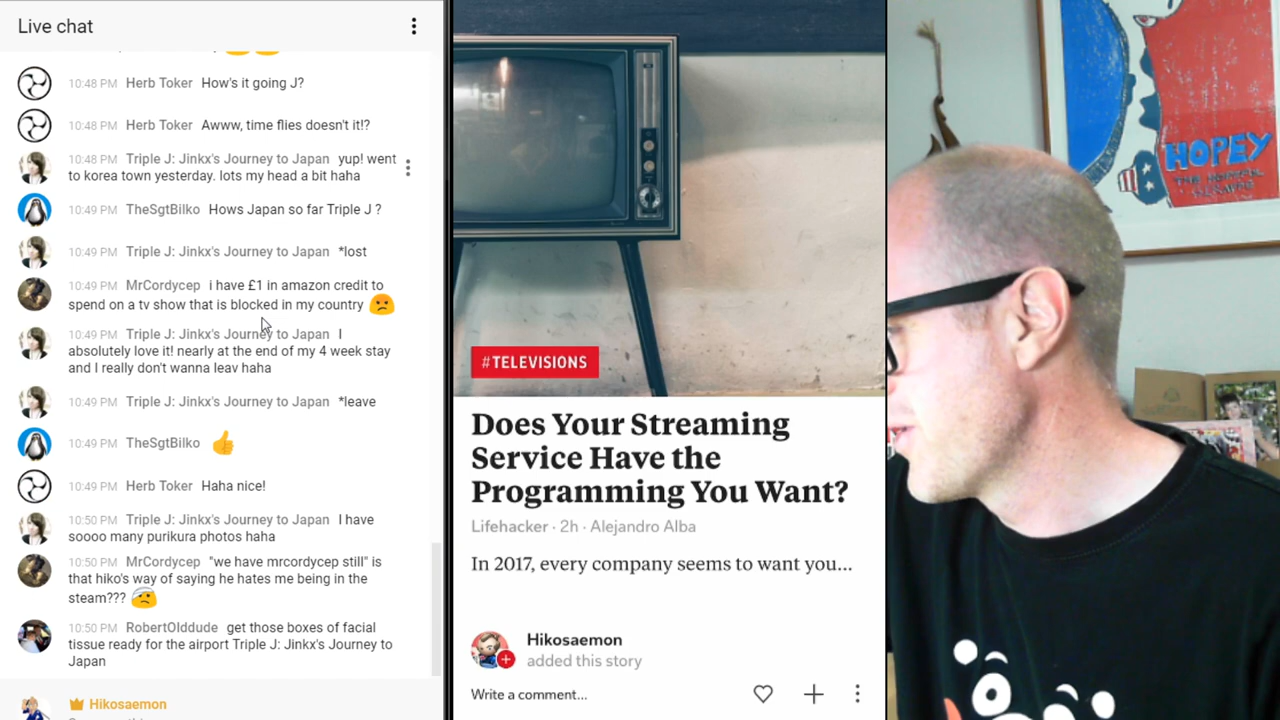 Live chat
10:48 PM Herb Toker How's it going J?
10:48 PM Herb Toker Awww, time flies doesn't it!?
10:48 PM Triple J: Jinkx's Journey to Japan yup! went
to korea town yesterday. lots my head a bit haha
10:49 PM TheSgtBilko Hows Japan so far Triple J ?
10:49 PM Triple J: Jinkx's Journey to Japan *lost
10:49 PM MrCordycep i have £1 in amazon credit to
spend on a tv show that is blocked in my country
10:49 PM Triple J: Jinkx's Journey to Japan I
absolutely love it! nearly at the end of my 4 week stay
and I really don't wanna leav haha
10:49 PM Triple J: Jinkx's Journey to Japan *leave
10:49 PM TheSgtBilko
10:49 PM Herb Toker Haha nice!
10:50 PM Triple J: Jinkx's Journey to Japan I have
soooo many purikura photos haha
10:50 PM MrCordycep "we have mrcordycep still" is
that hiko's way of saying he hates me being in the
steam???
10:50 PM RobertOlddude get those boxes of facial
tissue ready for the airport Triple J: Jinkx's Journey to
Japan
Hikosaemon
#TELEVISIONS
Does Your Streaming
Service Have the
Programming You Want?
Lifehacker · 2h · Alejandro Alba
In 2017, every company seems to want you...
Hikosaemon
added this story
Write a comment...
HOPEY